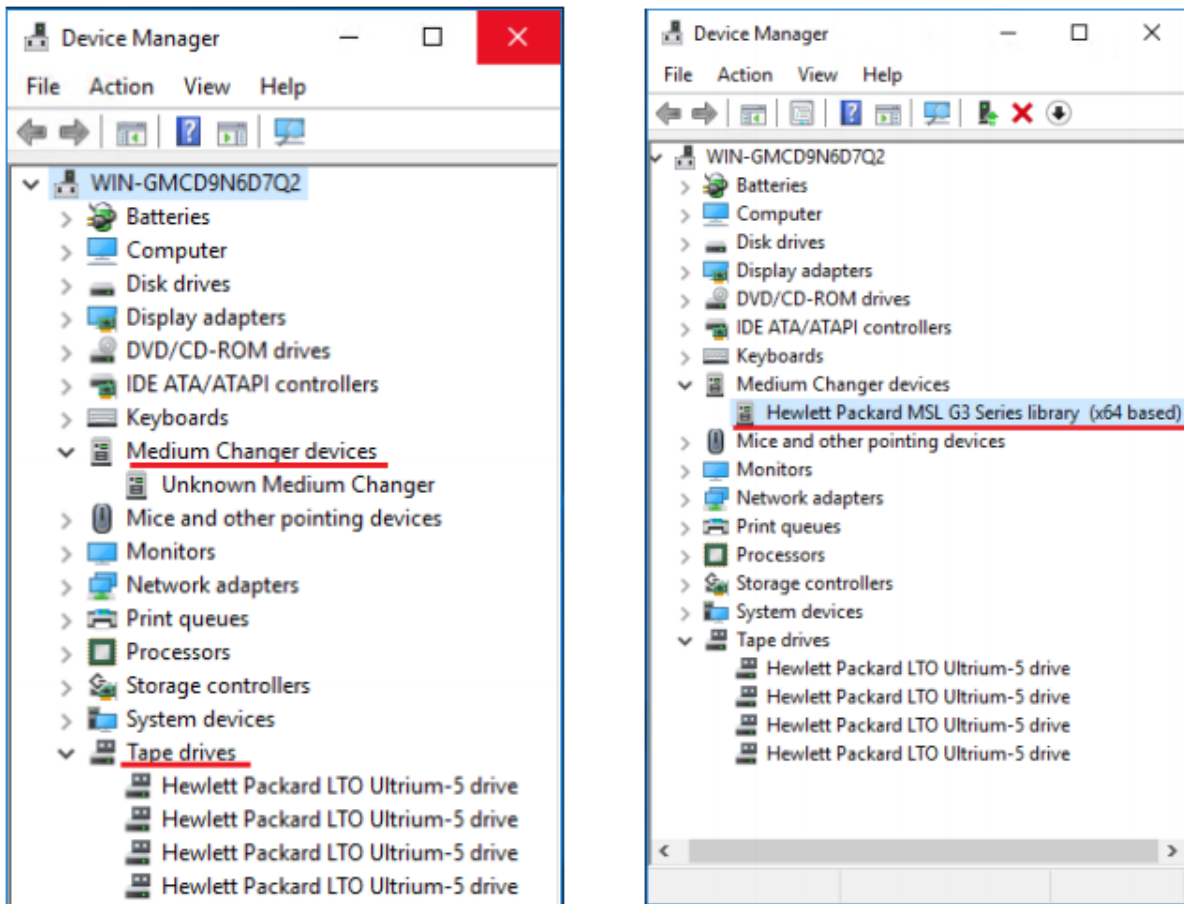 Device Manager
File Action View Help
WIN-GMCD9N6D7Q2
Batteries
Computer
Disk drives
Display adapters
DVD/CD-ROM drives
IDE ATA/ATAPI controllers
Keyboards
Medium Changer devices
Unknown Medium Changer
Mice and other pointing devices
Monitors
Network adapters
Print queues
Processors
Storage controllers
System devices
Tape drives
Hewlett Packard LTO Ultrium-5 drive
Hewlett Packard LTO Ultrium-5 drive
Hewlett Packard LTO Ultrium-5 drive
Hewlett Packard LTO Ultrium-5 drive
Device Manager
File Action View Help
WIN-GMCD9N6D7Q2
Batteries
Computer
Disk drives
Display adapters
DVD/CD-ROM drives
IDE ATA/ATAPI controllers
Keyboards
Medium Changer devices
Hewlett Packard MSL G3 Series library (x64 based)
Mice and other pointing devices
Monitors
Network adapters
Print queues
Processors
Storage controllers
System devices
Tape drives
Hewlett Packard LTO Ultrium-5 drive
Hewlett Packard LTO Ultrium-5 drive
Hewlett Packard LTO Ultrium-5 drive
Hewlett Packard LTO Ultrium-5 drive